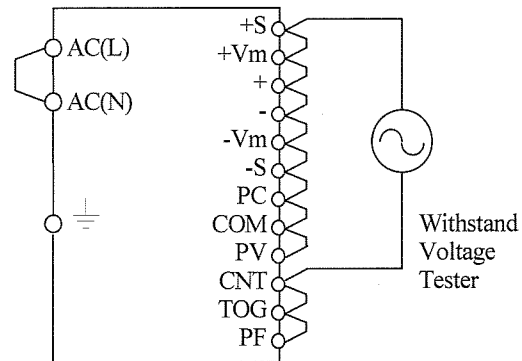 AC(L)
AC(N)
+S
+Vm
+
-
-Vm
-S
PC
COM
PV
CNT
TOG
PF
Withstand
Voltage
Tester